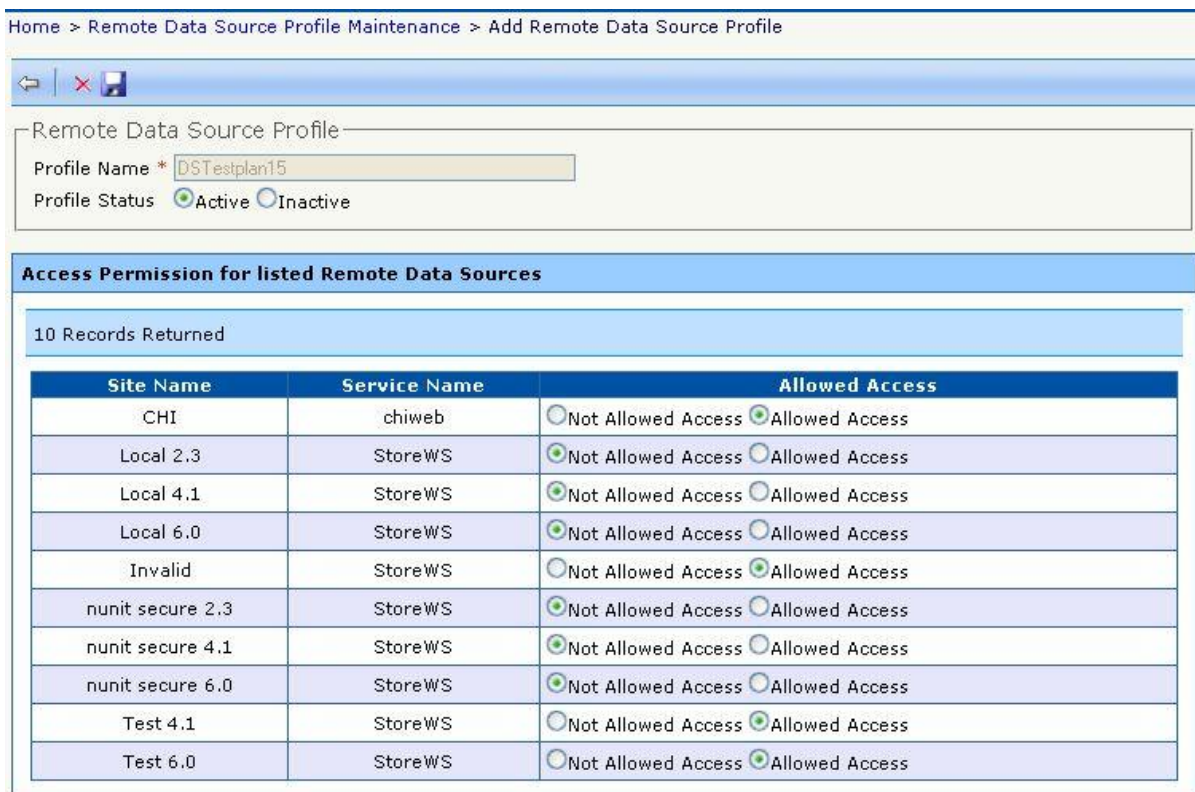 Home > Remote Data Source Profile Maintenance > Add Remote Data Source Profile
Remote Data Source Profile
Profile Name * DSTestplan15
Profile Status Active Inactive
Access Permission for listed Remote Data Sources
10 Records Returned
Site Name Service Name Allowed Access
CHI chiweb Not Allowed Access Allowed Access
Local 2.3 StoreWS Not Allowed Access Allowed Access
Local 4.1 StoreWS Not Allowed Access Allowed Access
Local 6.0 StoreWS Not Allowed Access Allowed Access
Invalid StoreWS Not Allowed Access Allowed Access
nunit secure 2.3 StoreWS Not Allowed Access Allowed Access
nunit secure 4.1 StoreWS Not Allowed Access Allowed Access
nunit secure 6.0 StoreWS Not Allowed Access Allowed Access
Test 4.1 StoreWS Not Allowed Access Allowed Access
Test 6.0 StoreWS Not Allowed Access Allowed Access